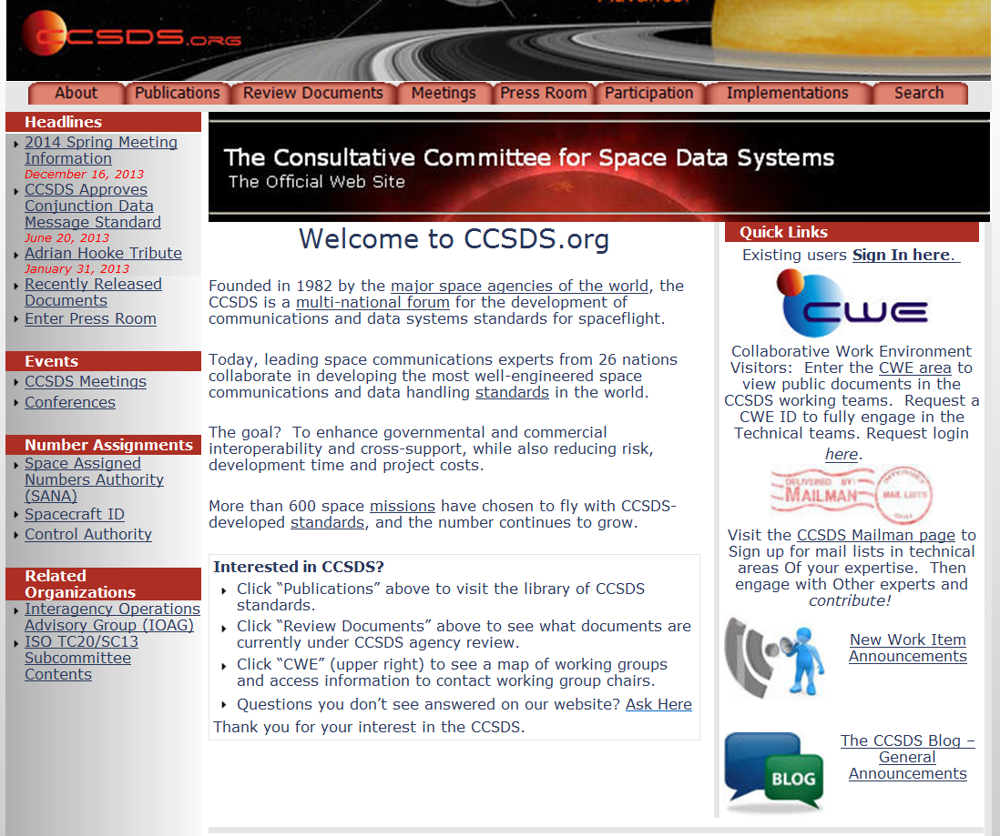 Advance!
CCSDS.ORG
About Publications Review Documents Meetings Press Room Participation Implementations Search
Headlines
2014 Spring Meeting
Information
December 16, 2013
CCSDS Approves
Conjunction Data
Message Standard
June 20, 2013
Adrian Hooke Tribute
January 31, 2013
Recently Released
Documents
Enter Press Room
Events
CCSDS Meetings
Conferences
Number Assignments
Space Assigned
Numbers Authority
(SANA)
Spacecraft ID
Control Authority
Related
Organizations
Interagency Operations
Advisory Group (IOAG)
ISO TC20/SC13
Subcommittee
Contents
The Consultative Committee for Space Data Systems
The Official Web Site
Welcome to CCSDS.org
Founded in 1982 by the major space agencies of the world, the
CCSDS is a multi-national forum for the development of
communications and data systems standards for spaceflight.
Today, leading space communications experts from 26 nations
collaborate in developing the most well-engineered space
communications and data handling standards in the world.
The goal?  To enhance governmental and commercial
interoperability and cross-support, while also reducing risk,
development time and project costs.
More than 600 space missions have chosen to fly with CCSDS-
developed standards, and the number continues to grow.
Interested in CCSDS?
Click “Publications” above to visit the library of CCSDS
standards.
Click “Review Documents” above to see what documents are
currently under CCSDS agency review.
Click “CWE” (upper right) to see a map of working groups
and access information to contact working group chairs.
Questions you don’t see answered on our website? Ask Here
Thank you for your interest in the CCSDS.
Quick Links
Existing users Sign In here.
CWE
Collaborative Work Environment
Visitors:  Enter the CWE area to
view public documents in the
CCSDS working teams.  Request a
CWE ID to fully engage in the
Technical teams. Request login
here.
DELIVERED BY:
MAILMAN
MAIL LISTS
Visit the CCSDS Mailman page to
Sign up for mail lists in technical
areas Of your expertise.  Then
engage with Other experts and
contribute!
New Work Item
Announcements
BLOG
The CCSDS Blog –
General
Announcements